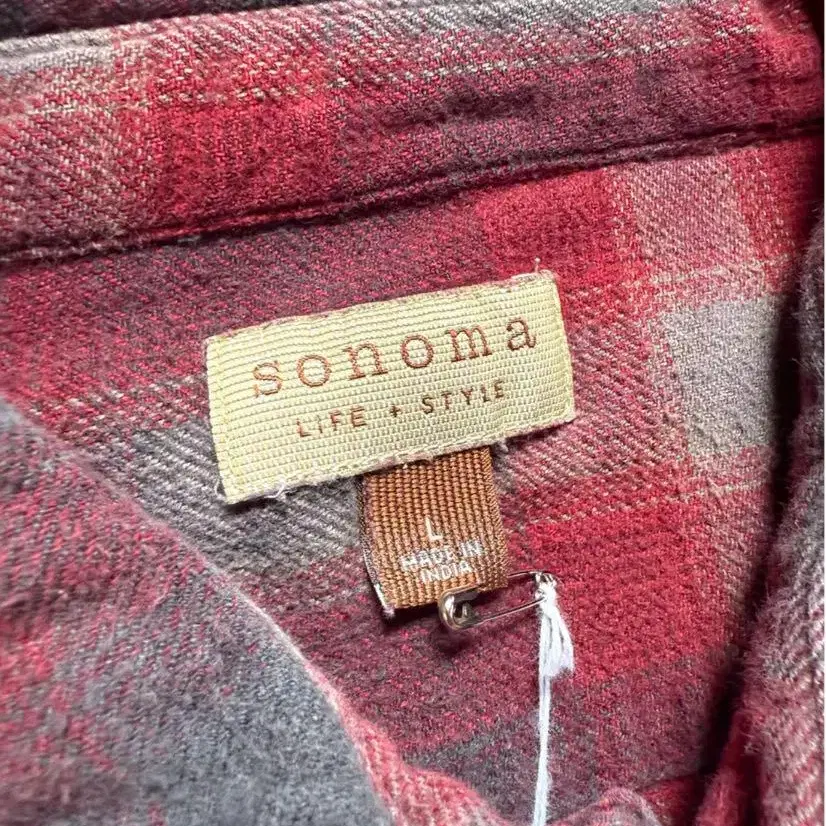 sonoma
LiFE + STYLE
L
MADE IN
INDIA